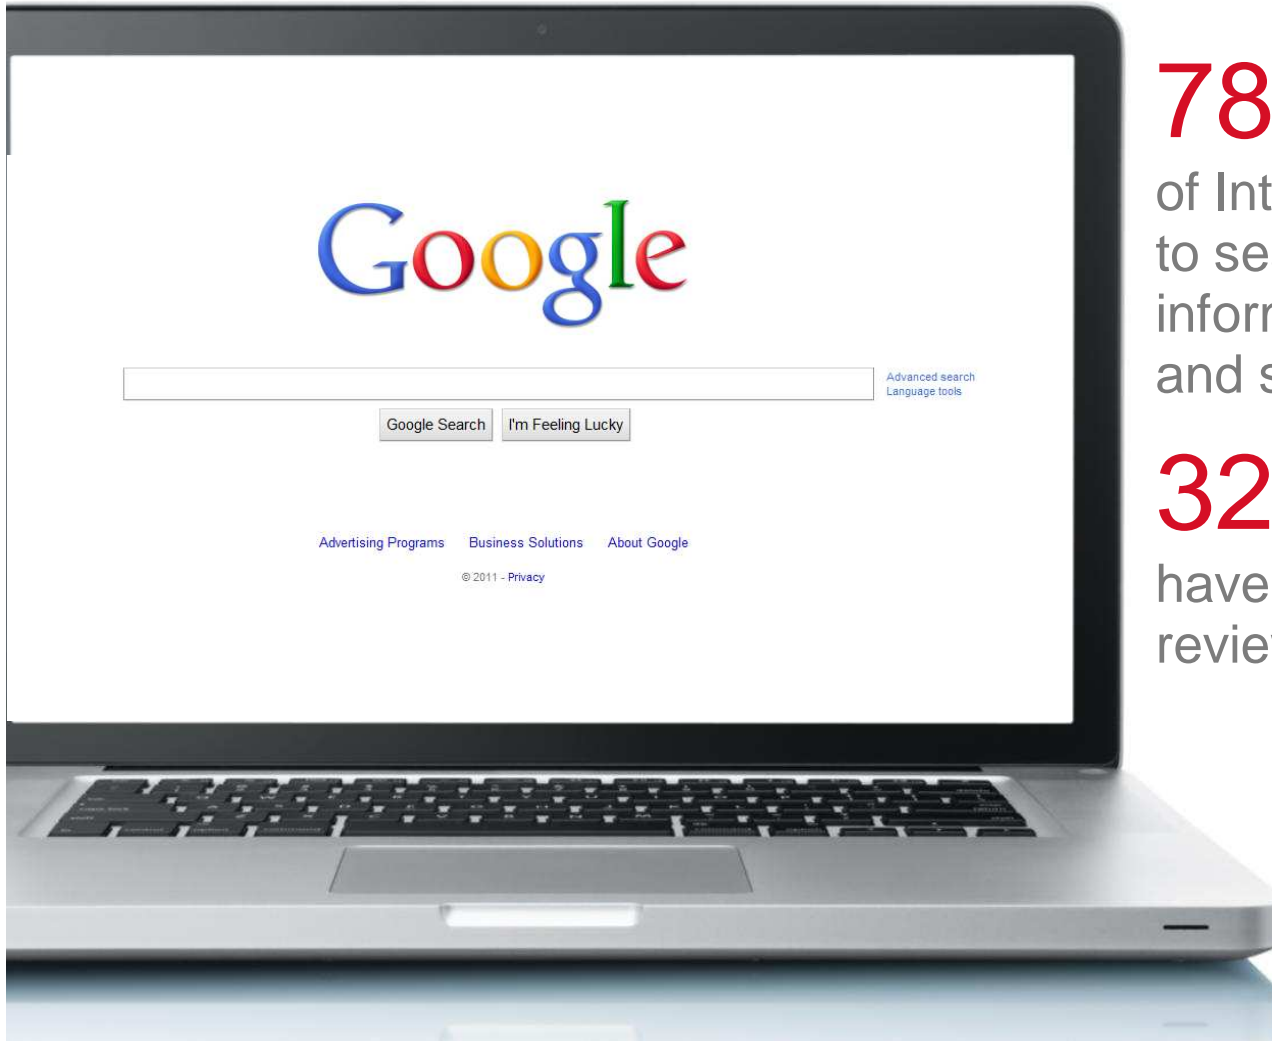 Google
Advanced search
Language tools
Google Search
I'm Feeling Lucky
Advertising Programs
Business Solutions
About Google
© 2011 - Privacy
78
of Int
to se
infor
and s
32
have
revie